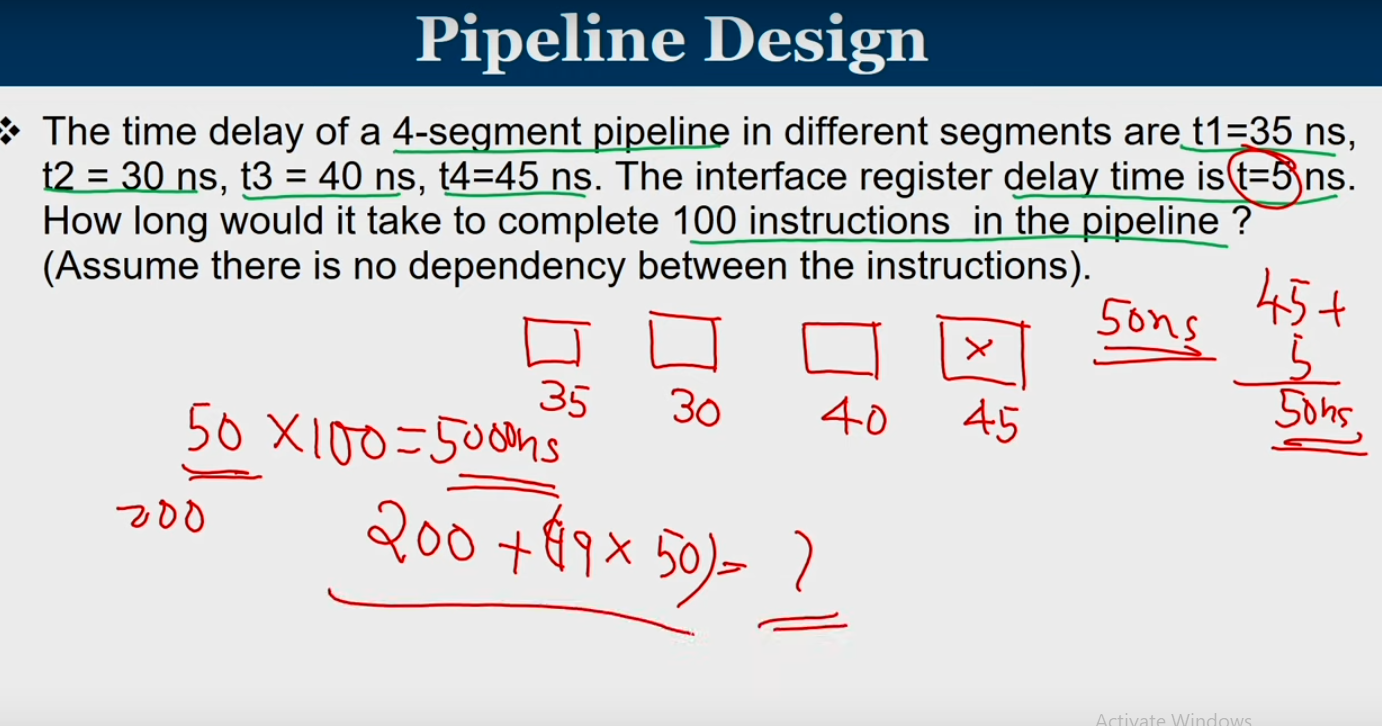 Pipeline Design
❖ The time delay of a 4-segment pipeline in different segments are t1=35 ns,
t2 = 30 ns, t3 = 40 ns, t4=45 ns. The interface register delay time is t=5 ns.
How long would it take to complete 100 instructions in the pipeline ?
(Assume there is no dependency between the instructions).
50ns
45+
5
50ns
×
35 30 40 45
50 ×100=5000ns
200
200 + (99 × 50)= ?
Activate Windows